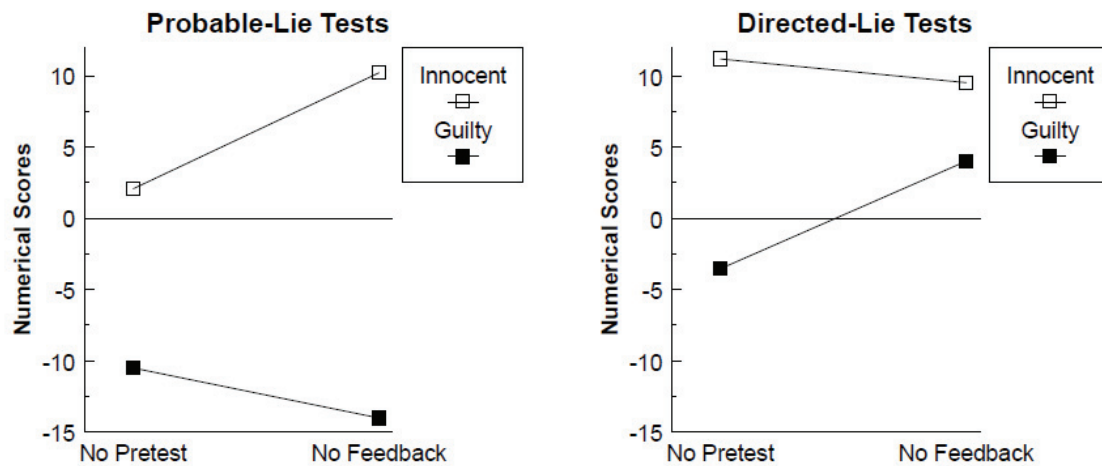 Probable-Lie Tests
Numerical Scores
10
5
0
-5
-10
-15
No Pretest No Feedback
Innocent
Guilty
Directed-Lie Tests
Numerical Scores
10
5
0
-5
-10
-15
No Pretest No Feedback
Innocent
Guilty